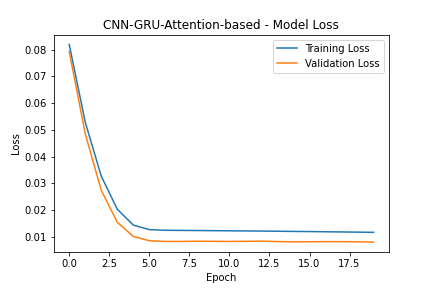 CNN-GRU-Attention-based - Model Loss
Training Loss
Validation Loss
0.08
0.07
0.06
0.05
0.04
0.03
0.02
0.01
Loss
0.0 2.5 5.0 7.5 10.0 12.5 15.0 17.5
Epoch